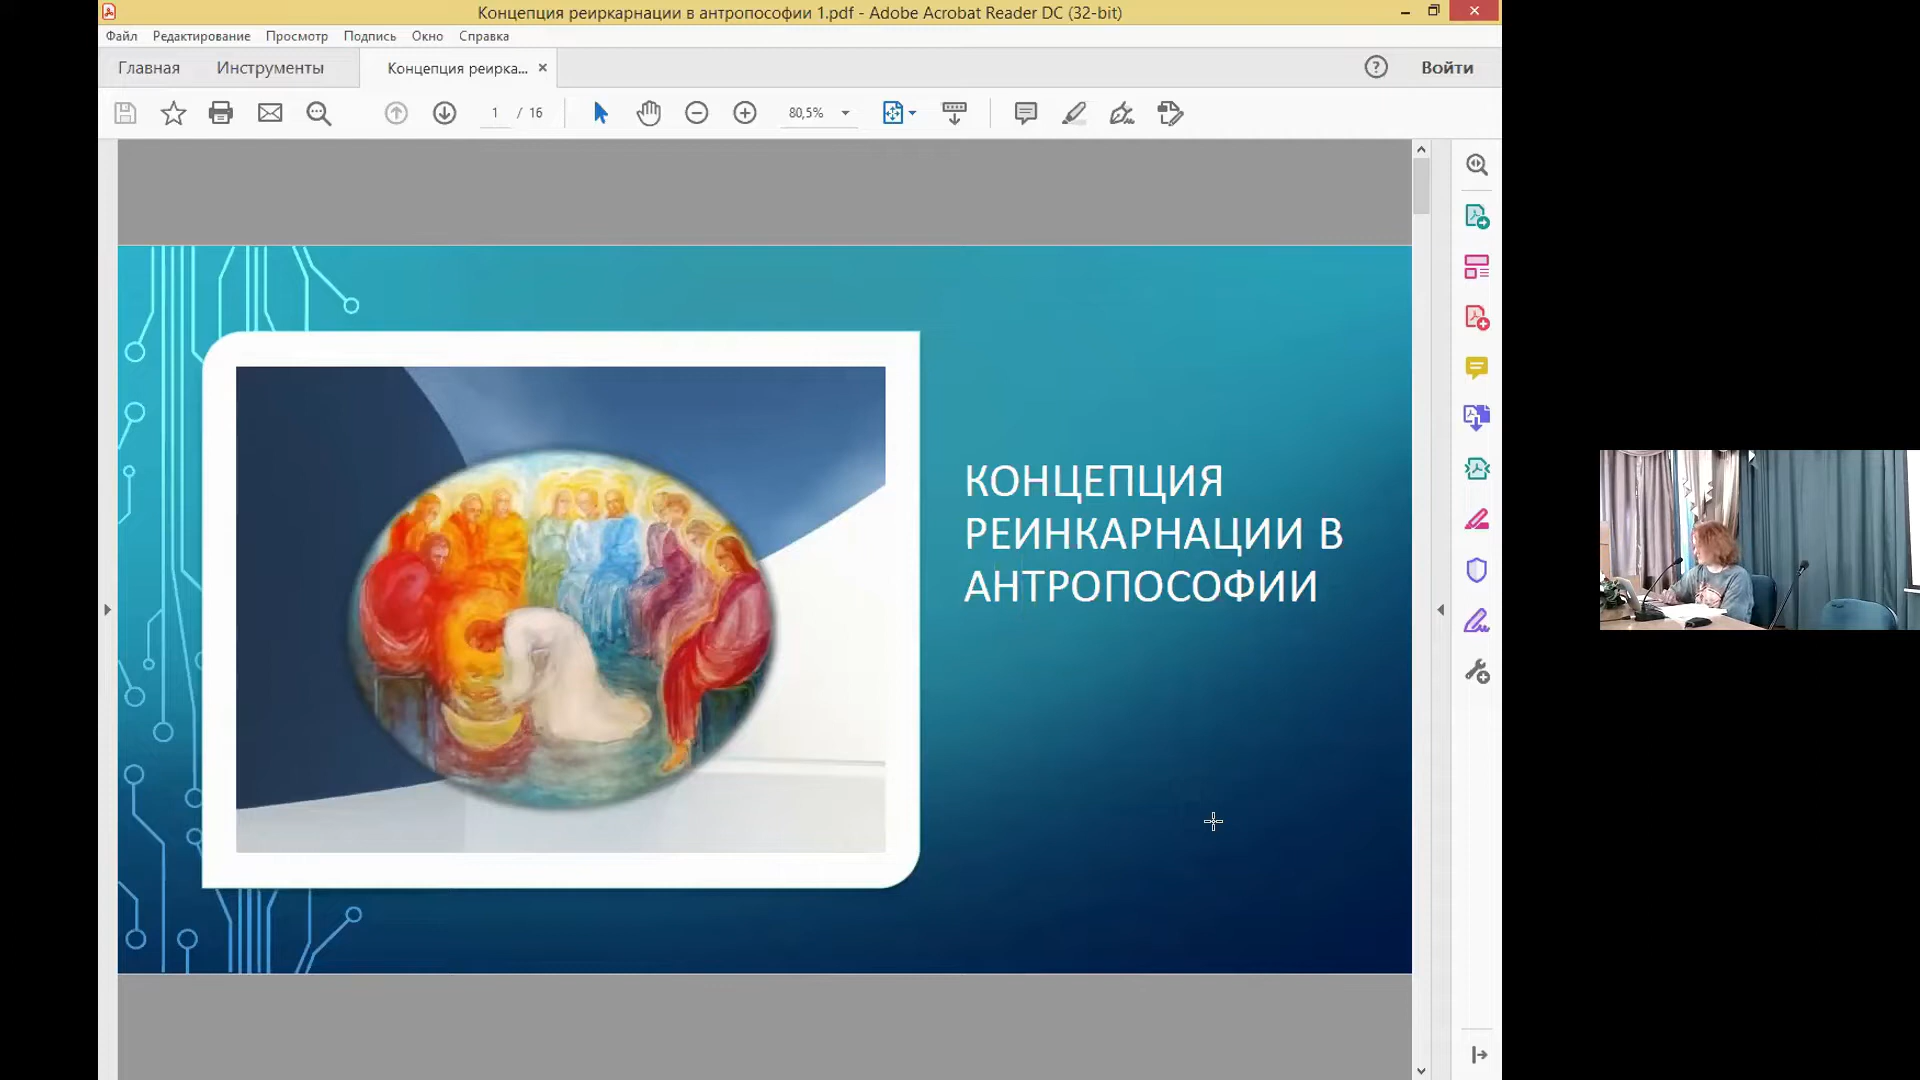 Концепция реиркарнации в антропософии 1.pdf - Adobe Acrobat Reader DC (32-bit)
Файл Редактирование Просмотр Подпись Окно Справка
Главная Инструменты Концепция реирка... Войти
1 / 16 80,5%
КОНЦЕПЦИЯ
РЕИНКАРНАЦИИ В
АНТРОПОСОФИИ